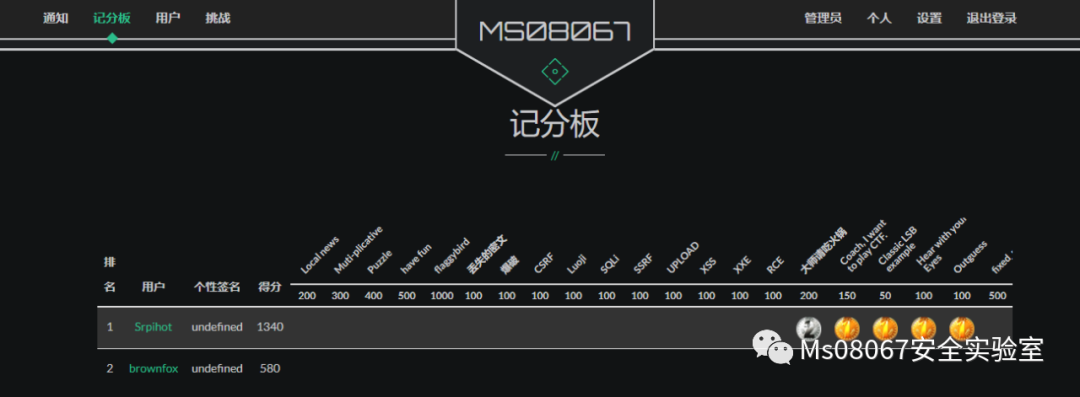 通知 记分板 用户 挑战 MS08067 管理员 个人 设置 退出登录
记分板
//
Local news Muti-plicative Puzzle have fun flaggybird 丢失的密文 爆破 CSRF Luoji SQLI SSRF UPLOAD XSS XXE RCE 大师请吃火锅 Coach, I want to play CTF. Classic LSB example Hear with your Eyes Outguess fixed
排名 用户 个性签名 得分 200 300 400 500 1000 100 100 100 100 100 100 100 100 100 100 200 150 50 100 100 500
1 Srpihot undefined 1340
Ms08067安全实验室
2 brownfox undefined 580